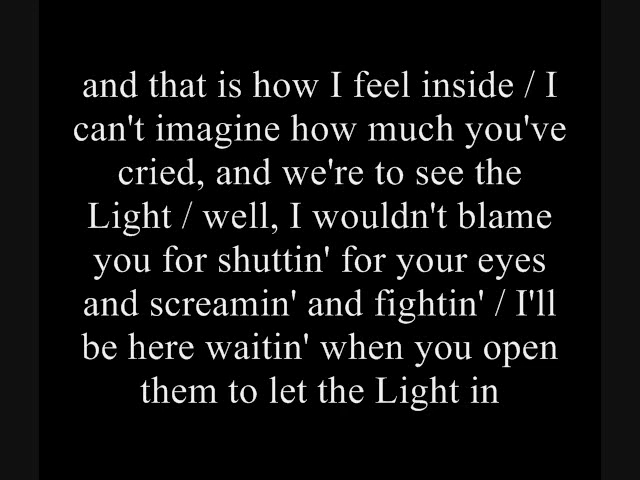 and that is how I feel inside / I
can't imagine how much you've
cried, and we're to see the
Light / well, I wouldn't blame
you for shuttin' for your eyes
and screamin' and fightin' / I'll
be here waitin' when you open
them to let the Light in